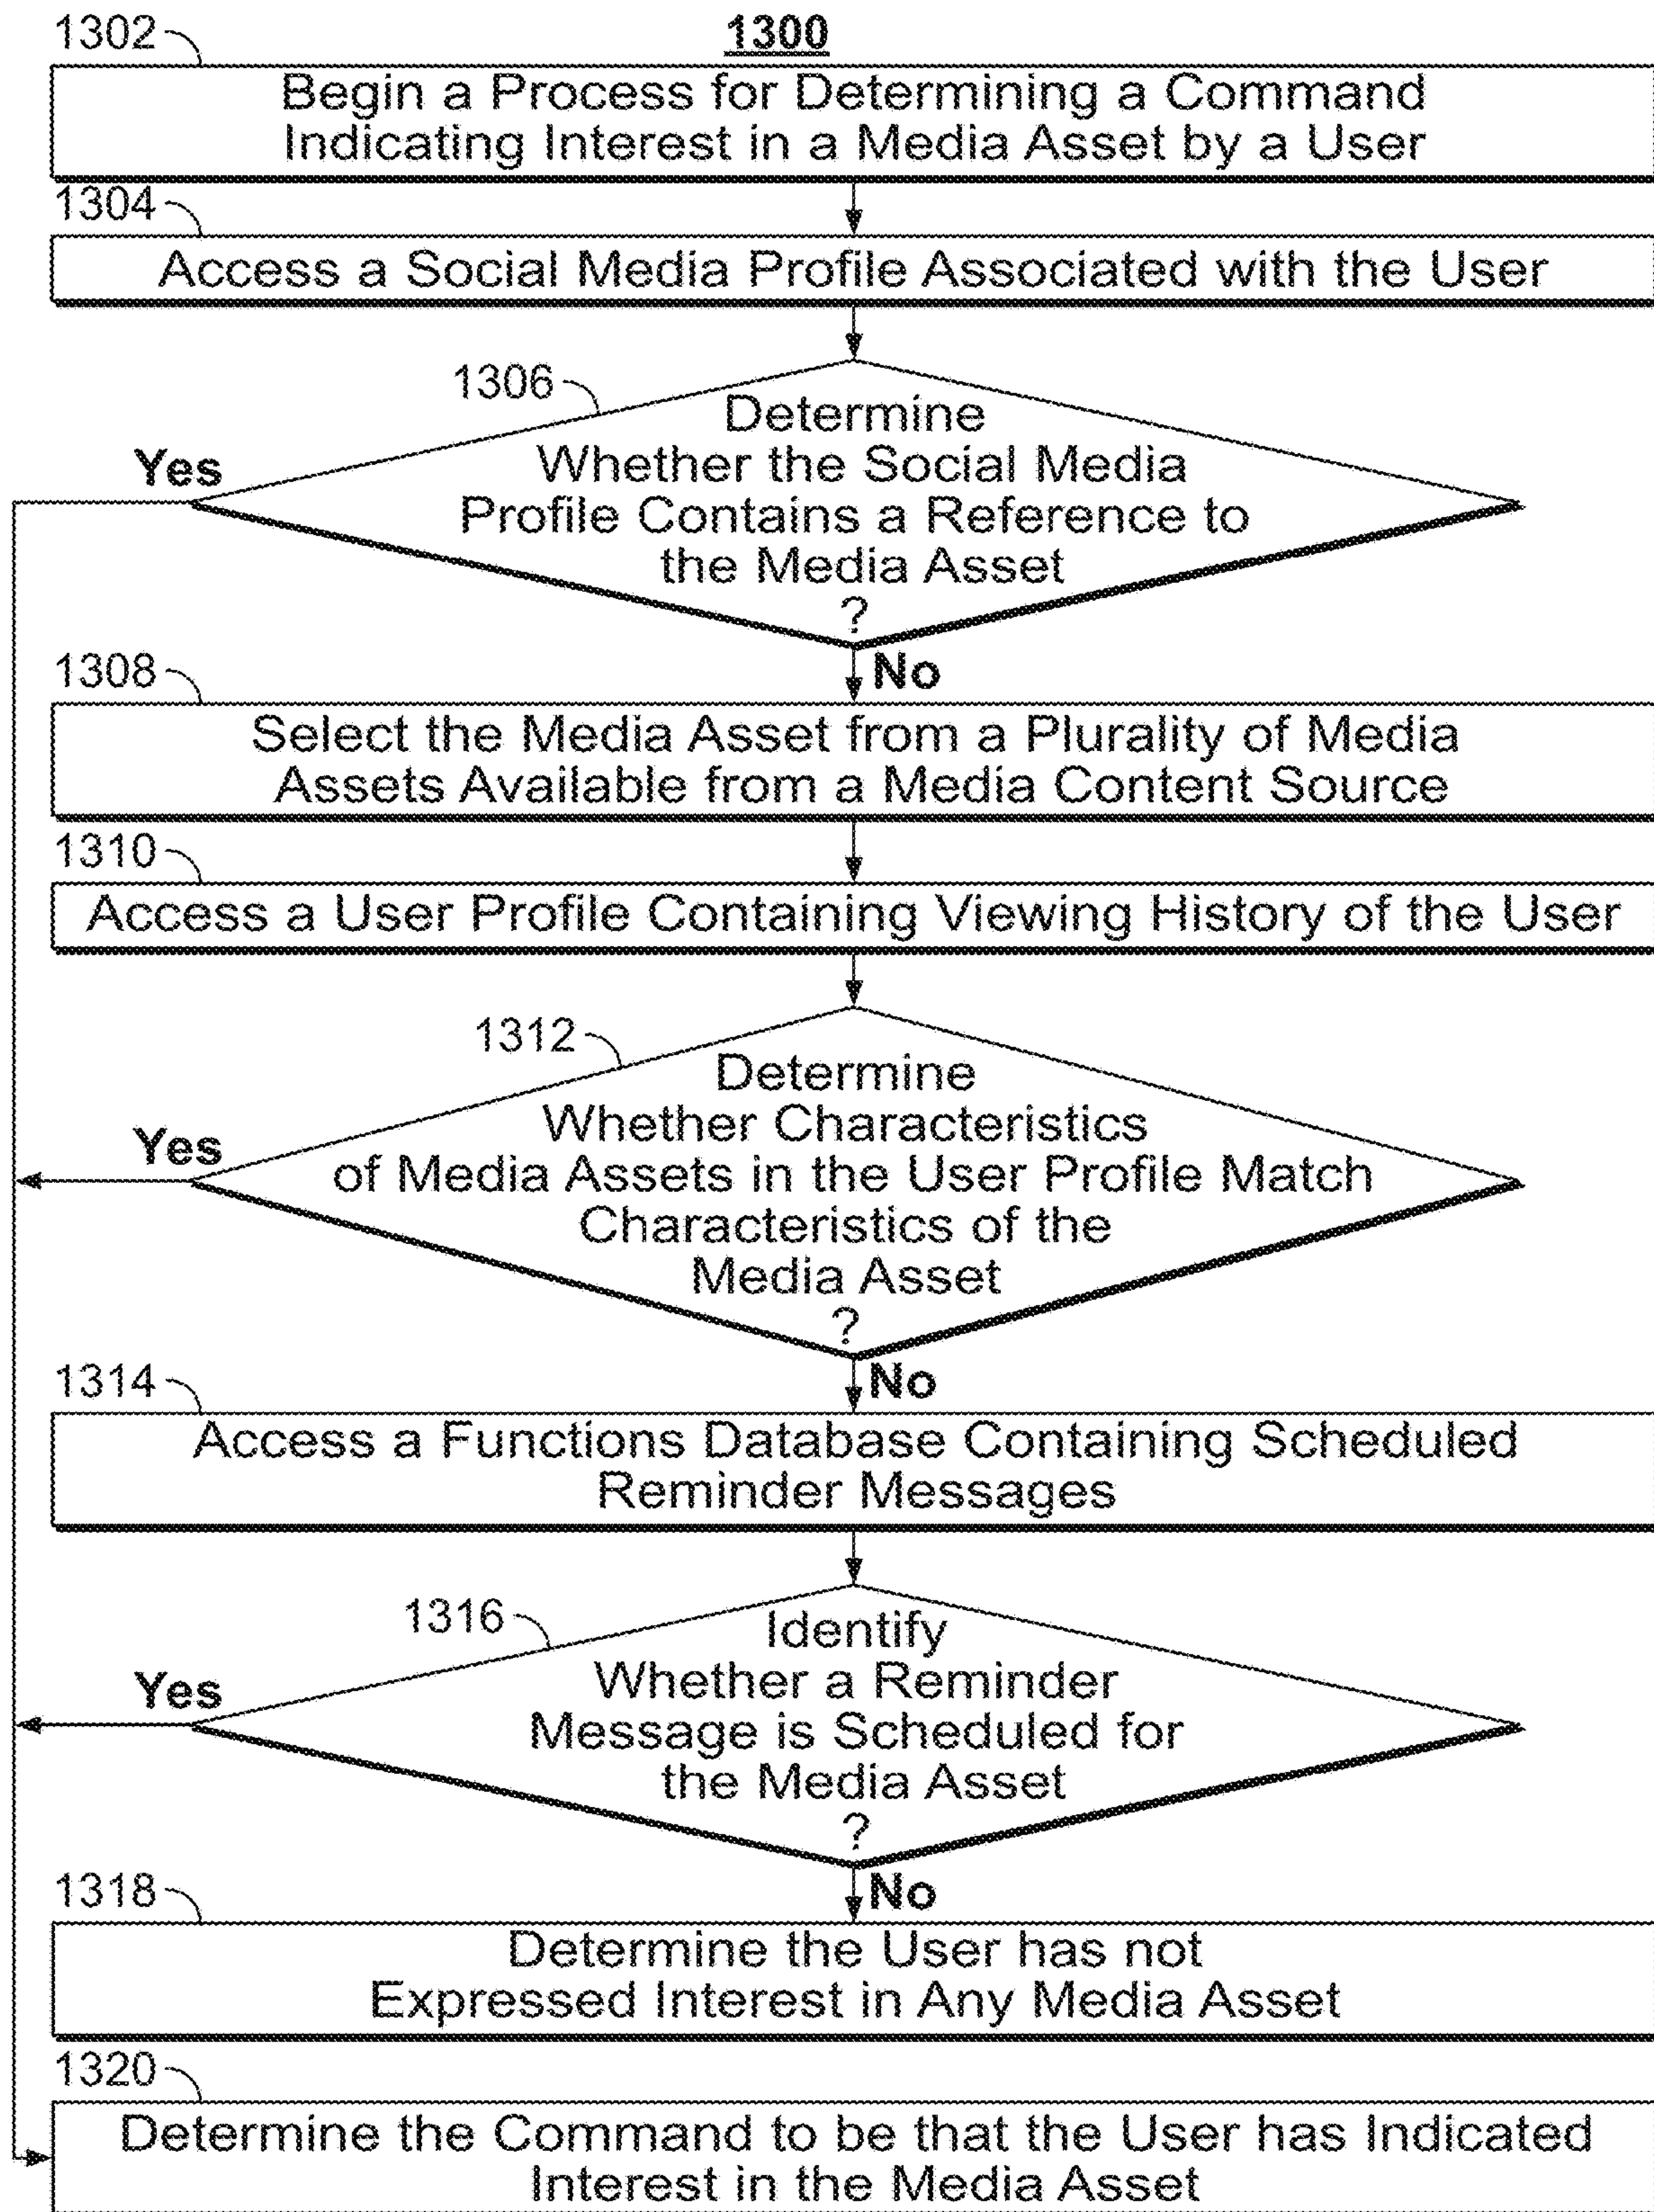 1300
1302
Begin a Process for Determining a Command
Indicating Interest in a Media Asset by a User
1304
Access a Social Media Profile Associated with the User
1306
Determine
Whether the Social Media
Profile Contains a Reference to
the Media Asset
?
Yes
No
1308
Select the Media Asset from a Plurality of Media
Assets Available from a Media Content Source
1310
Access a User Profile Containing Viewing History of the User
1312
Determine
Whether Characteristics
of Media Assets in the User Profile Match
Characteristics of the
Media Asset
?
Yes
No
1314
Access a Functions Database Containing Scheduled
Reminder Messages
1316
Identify
Whether a Reminder
Message is Scheduled for
the Media Asset
?
Yes
No
1318
Determine the User has not
Expressed Interest in Any Media Asset
1320
Determine the Command to be that the User has Indicated
Interest in the Media Asset